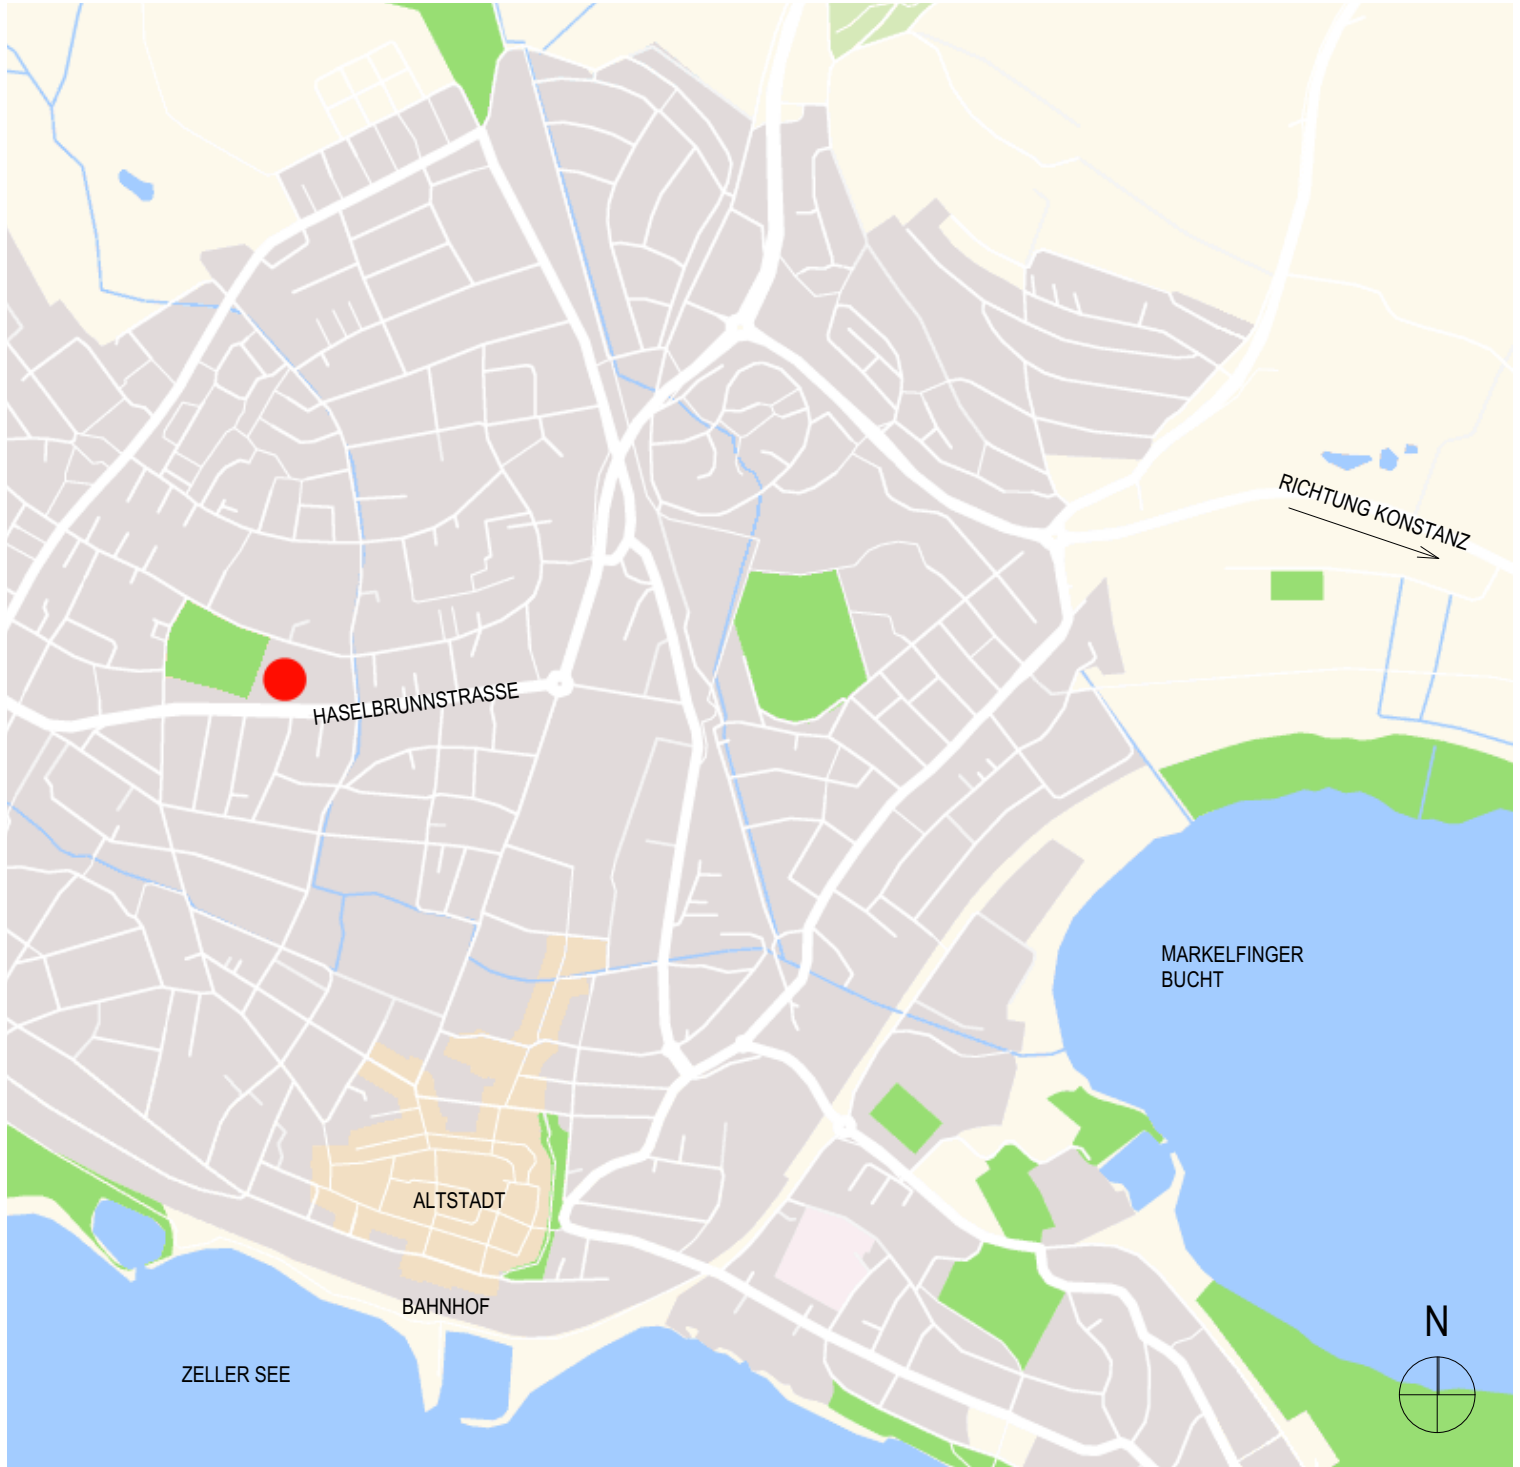 RICHTUNG KONSTANZ
HASELBRUNNSTRASSE
MARKELFINGER
BUCHT
ALTSTADT
BAHNHOF
N
ZELLER SEE